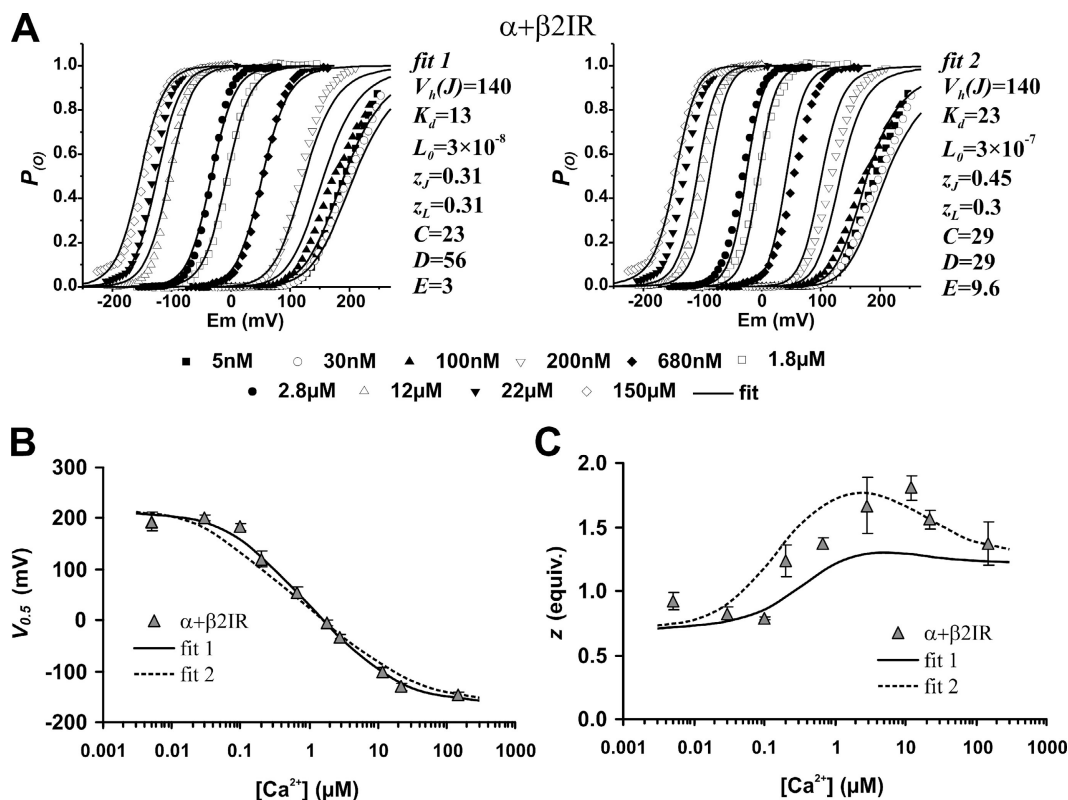 A
α+β2IR
fit 1
V_h(J)=140
K_d=13
L_0=3×10^-8
z_J=0.31
z_L=0.31
C=23
D=56
E=3
P_(O)
1.0
0.8
0.6
0.4
0.2
0.0
-200 -100 0 100 200
Em (mV)
fit 2
V_h(J)=140
K_d=23
L_0=3×10^-7
z_J=0.45
z_L=0.3
C=29
D=29
E=9.6
P_(O)
1.0
0.8
0.6
0.4
0.2
0.0
-200 -100 0 100 200
Em (mV)
5nM 30nM 100nM 200nM 680nM 1.8µM
2.8µM 12µM 22µM 150µM fit
B
V_0.5 (mV)
300
200
100
0
-100
-200
α+β2IR
fit 1
fit 2
0.001 0.01 0.1 1 10 100 1000
[Ca²⁺] (µM)
C
z (equiv.)
2.0
1.5
1.0
0.5
0.0
α+β2IR
fit 1
fit 2
0.001 0.01 0.1 1 10 100 1000
[Ca²⁺] (µM)